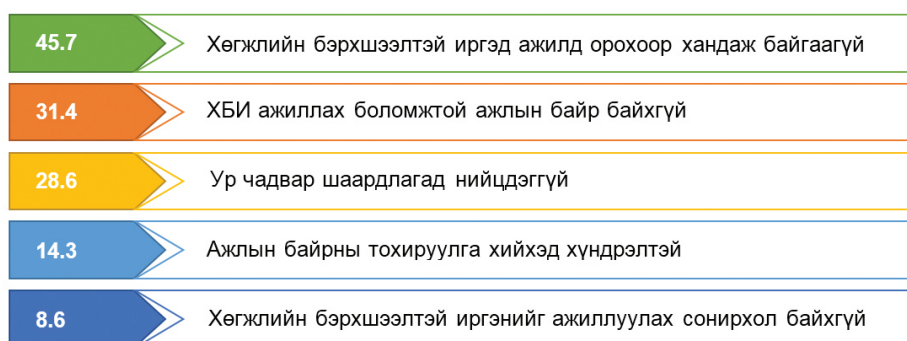 45.7 Хөгжлийн бэрхшээлтэй иргэд ажилд орохоор хандаж байгаагүй
31.4 ХБИ ажиллах боломжтой ажлын байр байхгүй
28.6 Ур чадвар шаардлагад нийцдэггүй
14.3 Ажлын байрны тохируулга хийхэд хүндрэлтэй
8.6 Хөгжлийн бэрхшээлтэй иргэнийг ажиллуулах сонирхол байхгүй